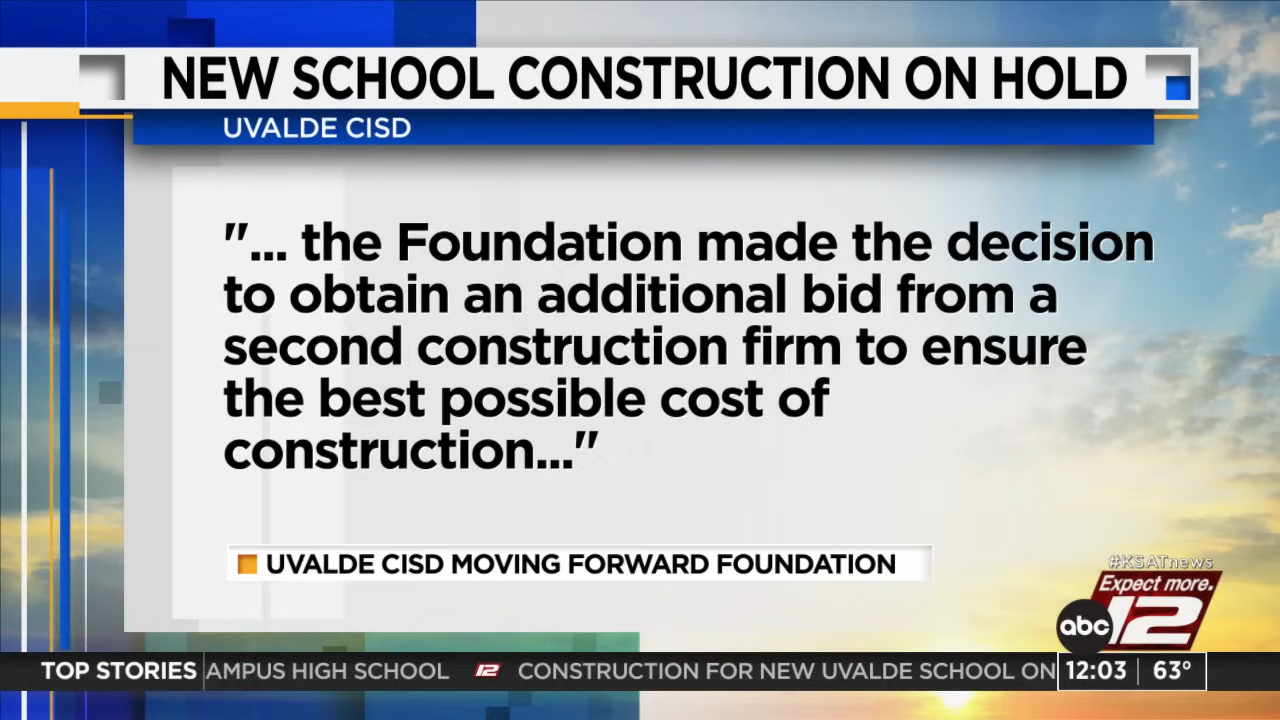 NEW SCHOOL CONSTRUCTION ON HOLD
UVALDE CISD
"... the Foundation made the decision
to obtain an additional bid from a
second construction firm to ensure
the best possible cost of
construction..."
UVALDE CISD MOVING FORWARD FOUNDATION
#KSATnews
Expect more.
abc 12
TOP STORIES AMPUS HIGH SCHOOL 12 CONSTRUCTION FOR NEW UVALDE SCHOOL ON 12:03 63°